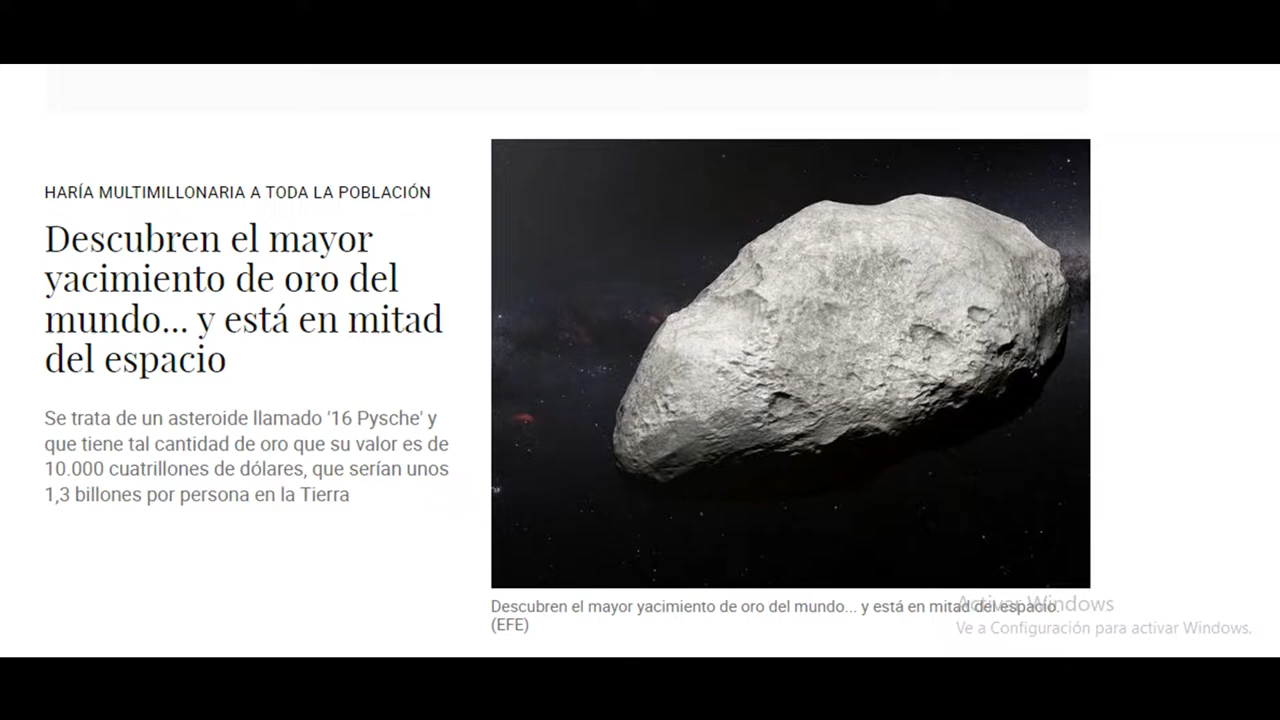 HARÍA MULTIMILLONARIA A TODA LA POBLACIÓN
Descubren el mayor
yacimiento de oro del
mundo... y está en mitad
del espacio
Se trata de un asteroide llamado '16 Pysche' y
que tiene tal cantidad de oro que su valor es de
10.000 cuatrillones de dólares, que serían unos
1,3 billones por persona en la Tierra
Descubren el mayor yacimiento de oro del mundo... y está en mitad del espacio.
(EFE)
Activar Windows
Ve a Configuración para activar Windows.